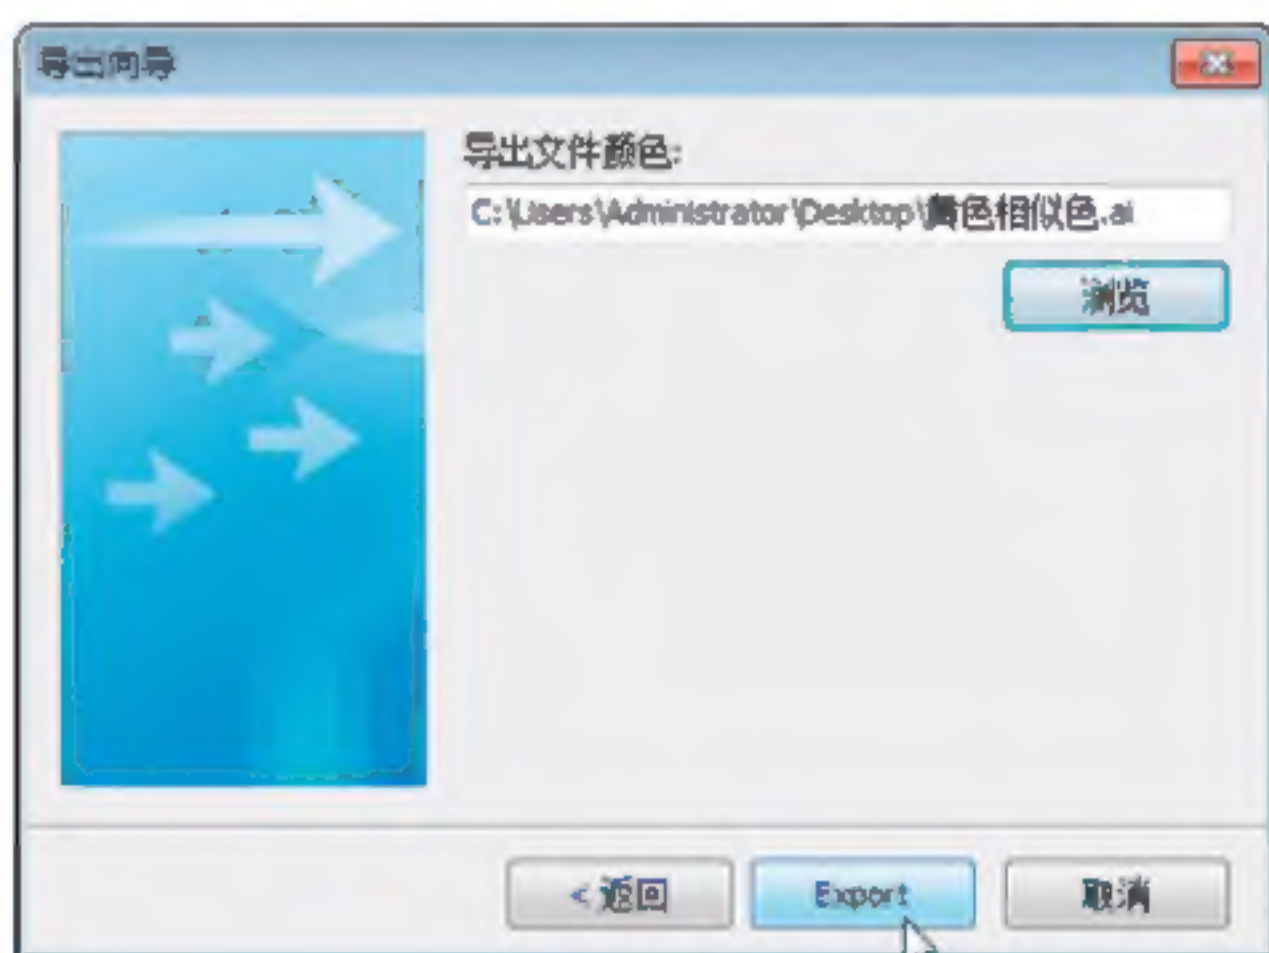 导出向导
导出文件颜色:
C:\Users\Administrator\Desktop\黄色相似色.ai
浏览
< 返回
Export
取消